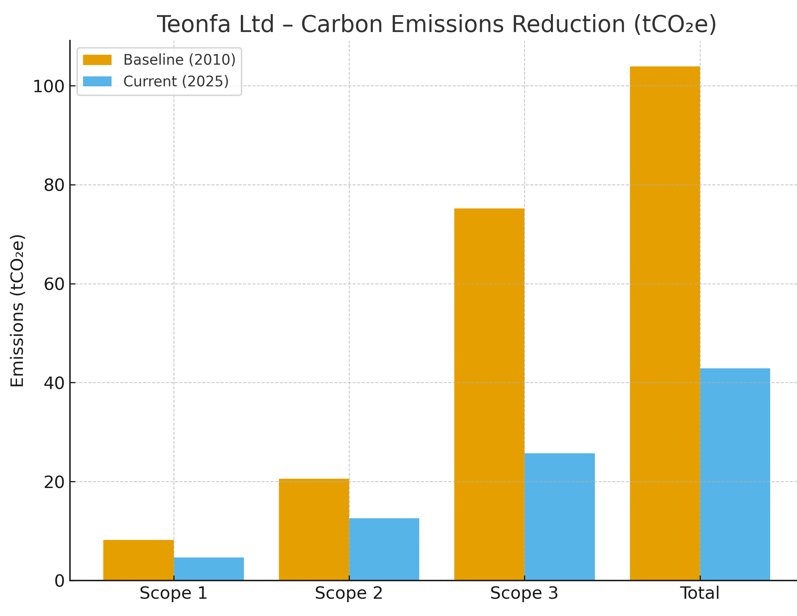 Teonfa Ltd – Carbon Emissions Reduction (tCO₂e)
Baseline (2010)
Current (2025)
Emissions (tCO₂e)
100
80
60
40
20
0
Scope 1
Scope 2
Scope 3
Total